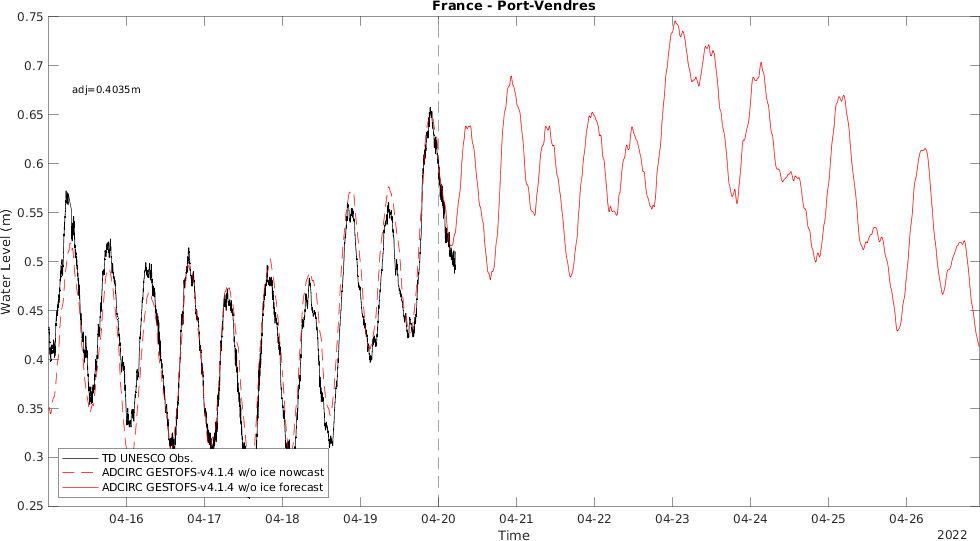 France - Port-Vendres
0.75
0.7
0.65
0.6
0.55
0.5
0.45
0.4
0.35
0.3
0.25
Water Level (m)
adj=0.4035m
TD UNESCO Obs.
ADCIRC GESTOFS-v4.1.4 w/o ice nowcast
ADCIRC GESTOFS-v4.1.4 w/o ice forecast
04-16 04-17 04-18 04-19 04-20 04-21 04-22 04-23 04-24 04-25 04-26
Time
2022